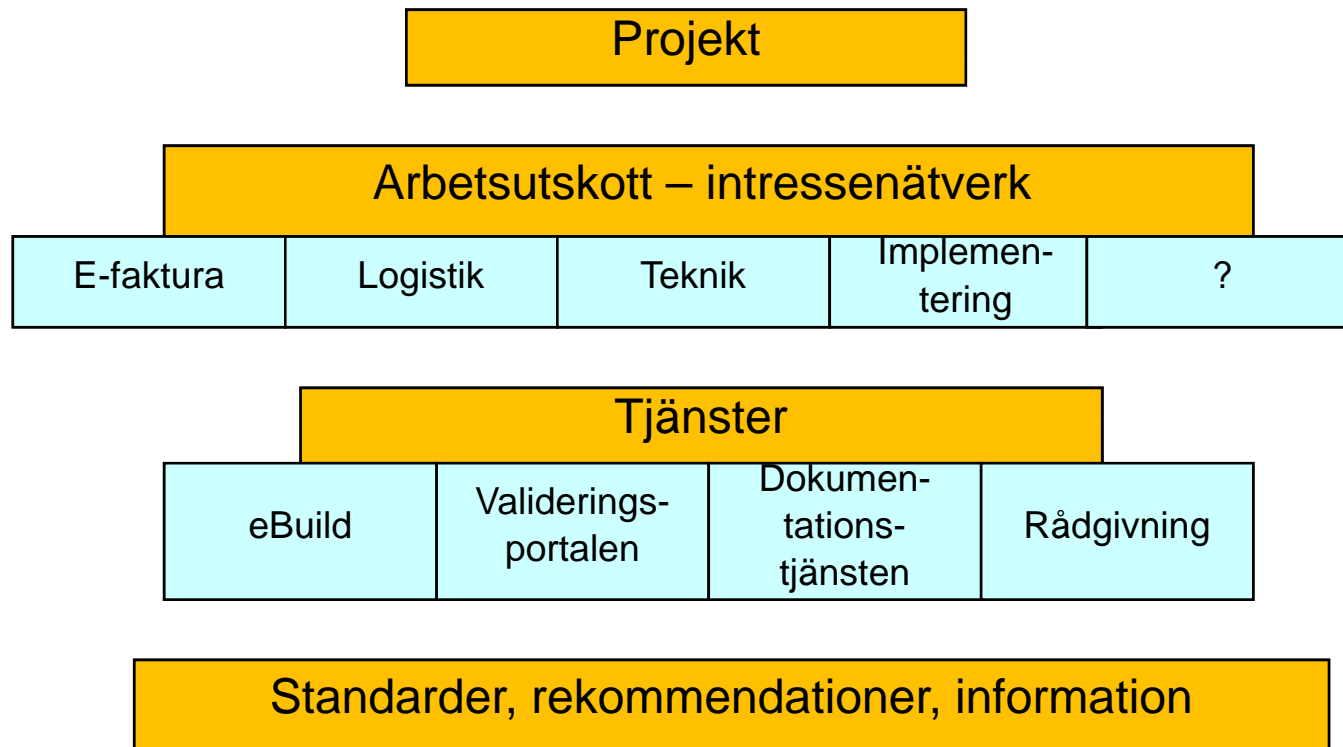 Projekt
Arbetsutskott – intressenätverk
E-faktura
Logistik
Teknik
Implemen-
tering
?
Tjänster
eBuild
Validerings-
portalen
Dokumen-
tations-
tjänsten
Rådgivning
Standarder, rekommendationer, information